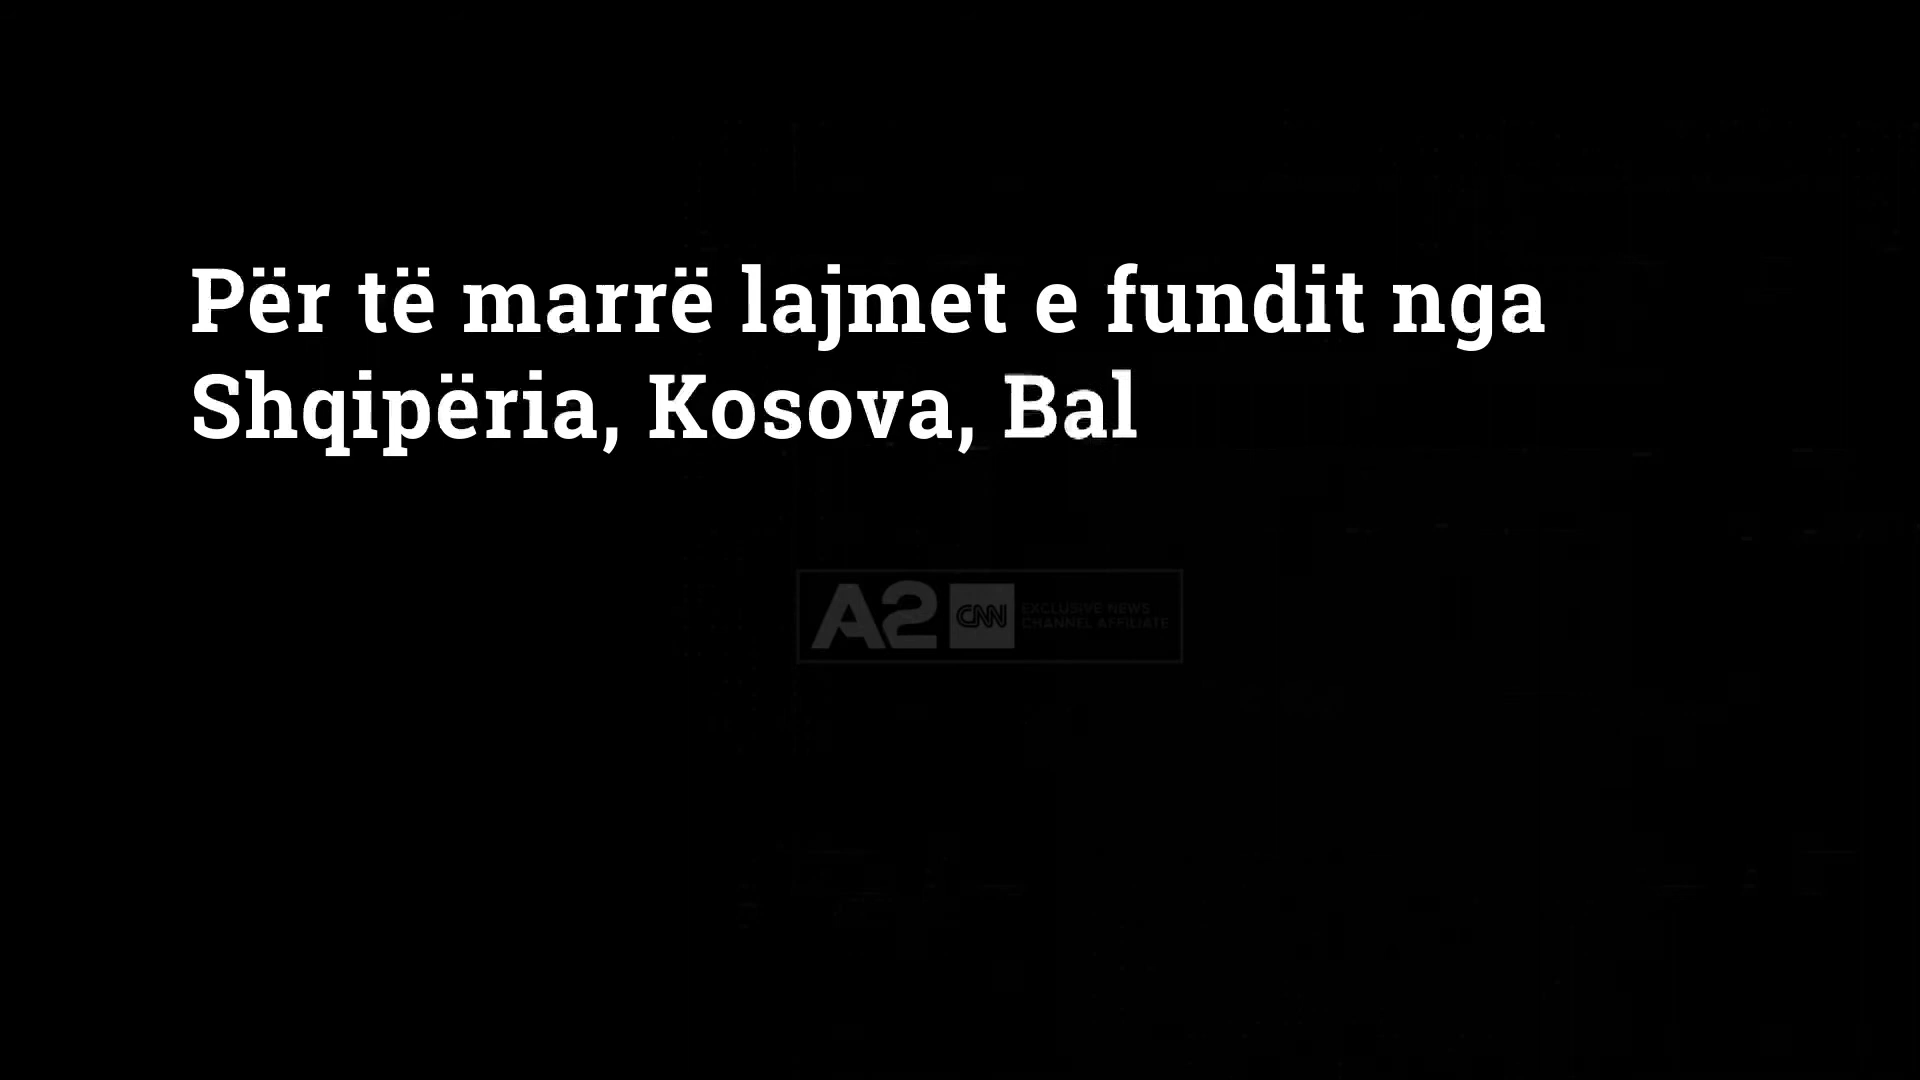 Për të marrë lajmet e fundit nga
Shqipëria, Kosova, Bal
A2 CNN EXCLUSIVE NEWS
CHANNEL AFFILIATE